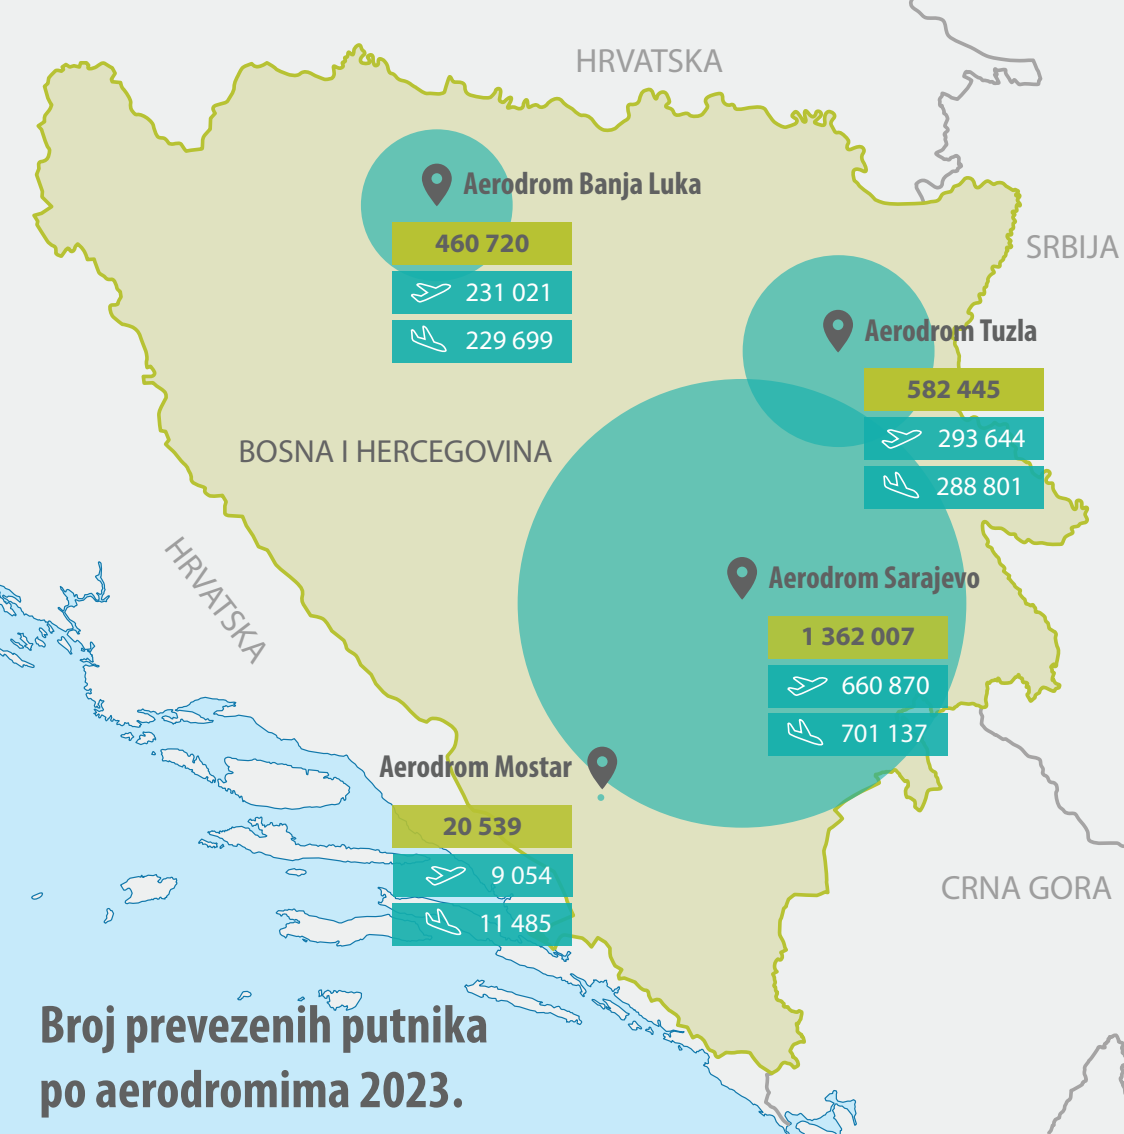 HRVATSKA
Aerodrom Banja Luka
460 720
231 021
229 699
SRBIJA
Aerodrom Tuzla
582 445
293 644
288 801
BOSNA I HERCEGOVINA
HRVATSKA
Aerodrom Sarajevo
1 362 007
660 870
701 137
Aerodrom Mostar
20 539
9 054
11 485
CRNA GORA
Broj prevezenih putnika
po aerodromima 2023.